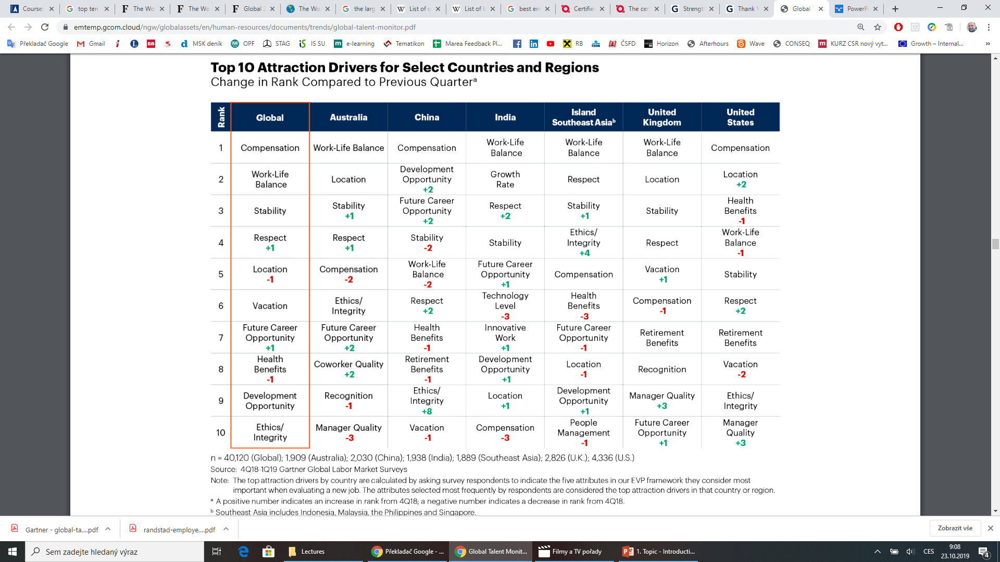 Course:
top ten
The Wo
The Wo
Global 2
The Wo
the larg
List of c
List of l
best em
Certifie
The cer
Strengt
Thank Y
Global T
PowerP
emtemp.gcom.cloud/ngw/globalassets/en/human-resources/documents/trends/global-talent-monitor.pdf
Překladač Google
Gmail
MSK deník
OPF
STAG
IS SU
e-learning
Tematikon
Marea Feedback Pl...
RB
ČSFD
Horizon
Afterhours
Wave
CONSEQ
KURZ CSR nový vyt...
Growth – Internal...
»
Top 10 Attraction Drivers for Select Countries and Regions
Change in Rank Compared to Previous Quarterᵃ
Rank
Global
Australia
China
India
Island
Southeast Asiaᵇ
United
Kingdom
United
States
1
Compensation
Work-Life Balance
Compensation
Work-Life
Balance
Work-Life
Balance
Work-Life
Balance
Compensation
2
Work-Life
Balance
Location
Development
Opportunity
+2
Growth
Rate
Respect
Location
Location
+2
3
Stability
Stability
+1
Future Career
Opportunity
+2
Respect
+2
Stability
+1
Stability
Health
Benefits
-1
4
Respect
+1
Respect
+1
Stability
-2
Stability
Ethics/
Integrity
+4
Respect
Work-Life
Balance
-1
5
Location
-1
Compensation
-2
Work-Life
Balance
-2
Future Career
Opportunity
+1
Compensation
Vacation
+1
Stability
6
Vacation
Ethics/
Integrity
Respect
+2
Technology
Level
-3
Health
Benefits
-3
Compensation
-1
Respect
+2
7
Future Career
Opportunity
+1
Future Career
Opportunity
+2
Health
Benefits
-1
Innovative
Work
+1
Future Career
Opportunity
-1
Retirement
Benefits
Retirement
Benefits
8
Health
Benefits
-1
Coworker Quality
+2
Retirement
Benefits
-1
Development
Opportunity
+1
Location
-1
Recognition
Vacation
-2
9
Development
Opportunity
Recognition
-1
Ethics/
Integrity
+8
Location
+1
Development
Opportunity
+1
Manager Quality
+3
Ethics/
Integrity
10
Ethics/
Integrity
Manager Quality
-3
Vacation
-1
Compensation
-3
People
Management
-1
Future Career
Opportunity
+1
Manager
Quality
+3
n = 40,120 (Global); 1,909 (Australia); 2,030 (China); 1,938 (India); 1,889 (Southeast Asia); 2,826 (U.K.); 4,336 (U.S.)
Source: 4Q18-1Q19 Gartner Global Labor Market Surveys
Note: The top attraction drivers by country are calculated by asking survey respondents to indicate the five attributes in our EVP framework they consider most
important when evaluating a new job. The attributes selected most frequently by respondents are considered the top attraction drivers in that country or region.
ᵃ A positive number indicates an increase in rank from 4Q18; a negative number indicates a decrease in rank from 4Q18.
ᵇ Southeast Asia includes Indonesia, Malaysia, the Philippines and Singapore.
Gartner - global-ta....pdf
randstad-employe....pdf
Zobrazit vše
Sem zadejte hledaný výraz
Lectures
Překladač Google - ...
Global Talent Monit...
Filmy a TV pořady
1. Topic - Introducti...
CES
9:08
23.10.2019
4